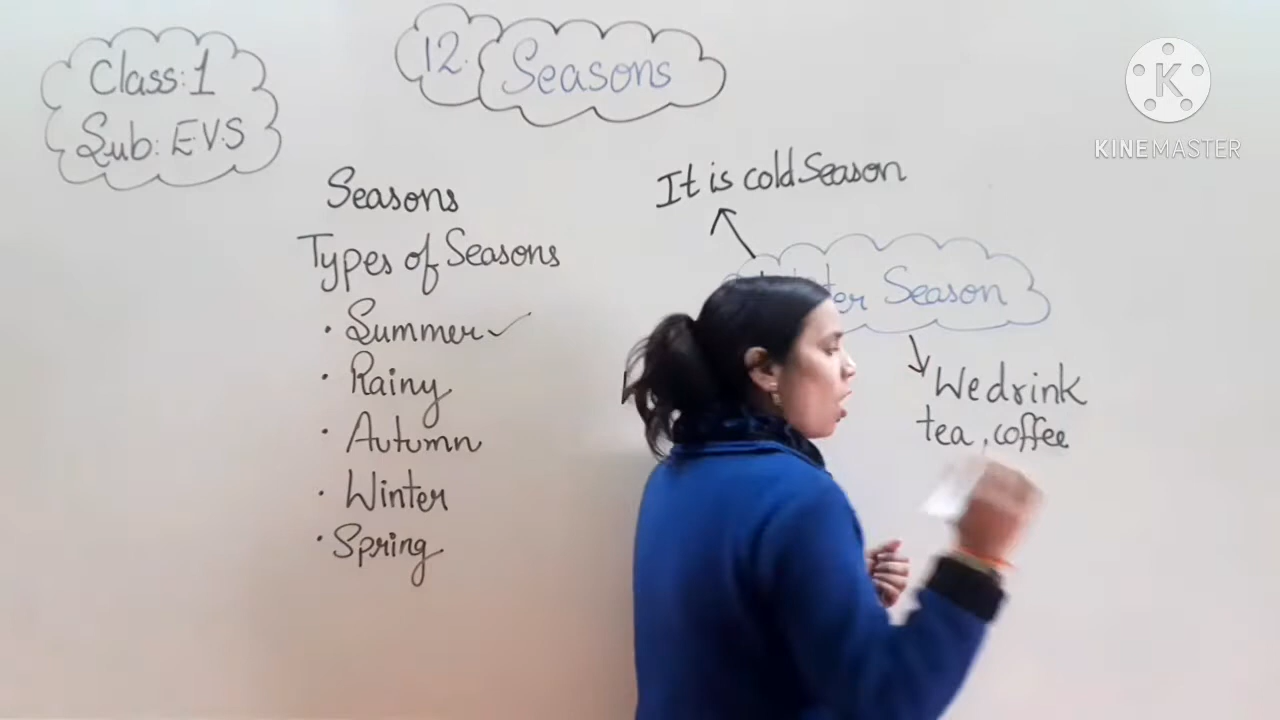 Class: 1
Sub: E.V.S
12.
Seasons
KINEMASTER
Seasons
Types of Seasons
• Summer ✓
• Rainy
• Autumn
• Winter
• Spring
It is cold Season
Season
We drink
tea, coffee